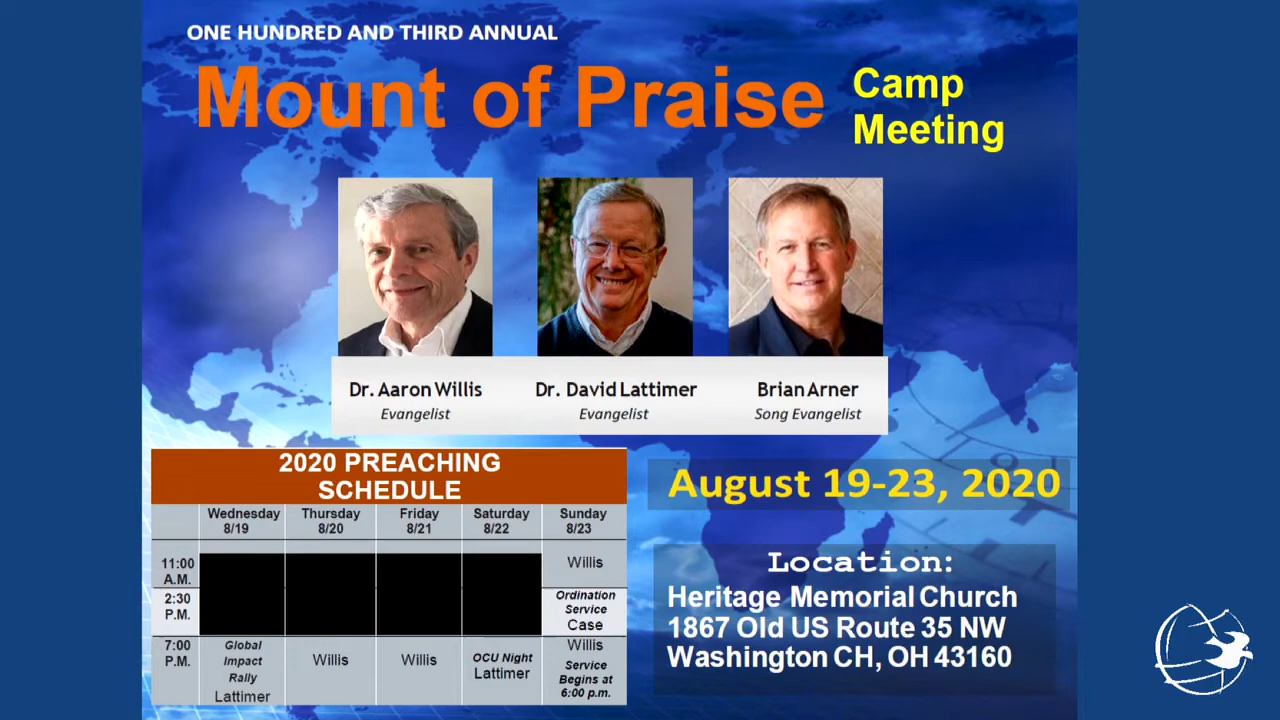 ONE HUNDRED AND THIRD ANNUAL
Mount of Praise
Camp
Meeting
Dr. Aaron Willis
Evangelist
Dr. David Lattimer
Evangelist
Brian Arner
Song Evangelist
2020 PREACHING
SCHEDULE
Wednesday Thursday Friday Saturday Sunday
8/19 8/20 8/21 8/22 8/23
11:00 Willis
A.M.
2:30 Ordination
P.M. Service
Case
7:00 Global Willis Willis OCU Night Willis
P.M. Impact Lattimer Service
Rally Begins at
Lattimer 6:00 p.m.
August 19-23, 2020
Location:
Heritage Memorial Church
1867 Old US Route 35 NW
Washington CH, OH 43160